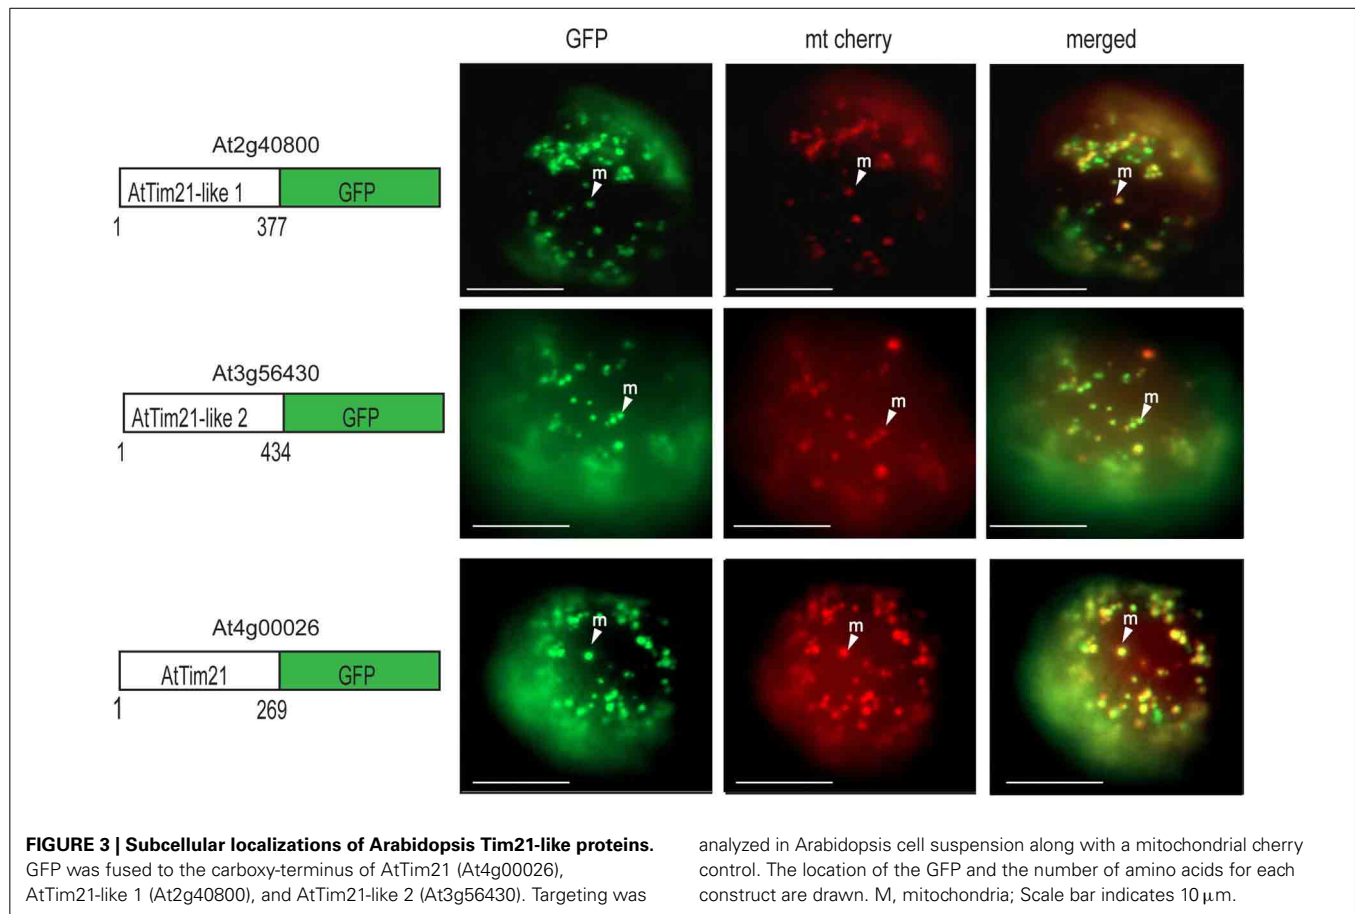 GFP mt cherry merged
At2g40800
AtTim21-like 1 GFP
1 377
m m m
At3g56430
AtTim21-like 2 GFP
1 434
m m m
At4g00026
AtTim21 GFP
1 269
m m m
FIGURE 3 | Subcellular localizations of Arabidopsis Tim21-like proteins.
GFP was fused to the carboxy-terminus of AtTim21 (At4g00026),
AtTim21-like 1 (At2g40800), and AtTim21-like 2 (At3g56430). Targeting was
analyzed in Arabidopsis cell suspension along with a mitochondrial cherry
control. The location of the GFP and the number of amino acids for each
construct are drawn. M, mitochondria; Scale bar indicates 10 μm.